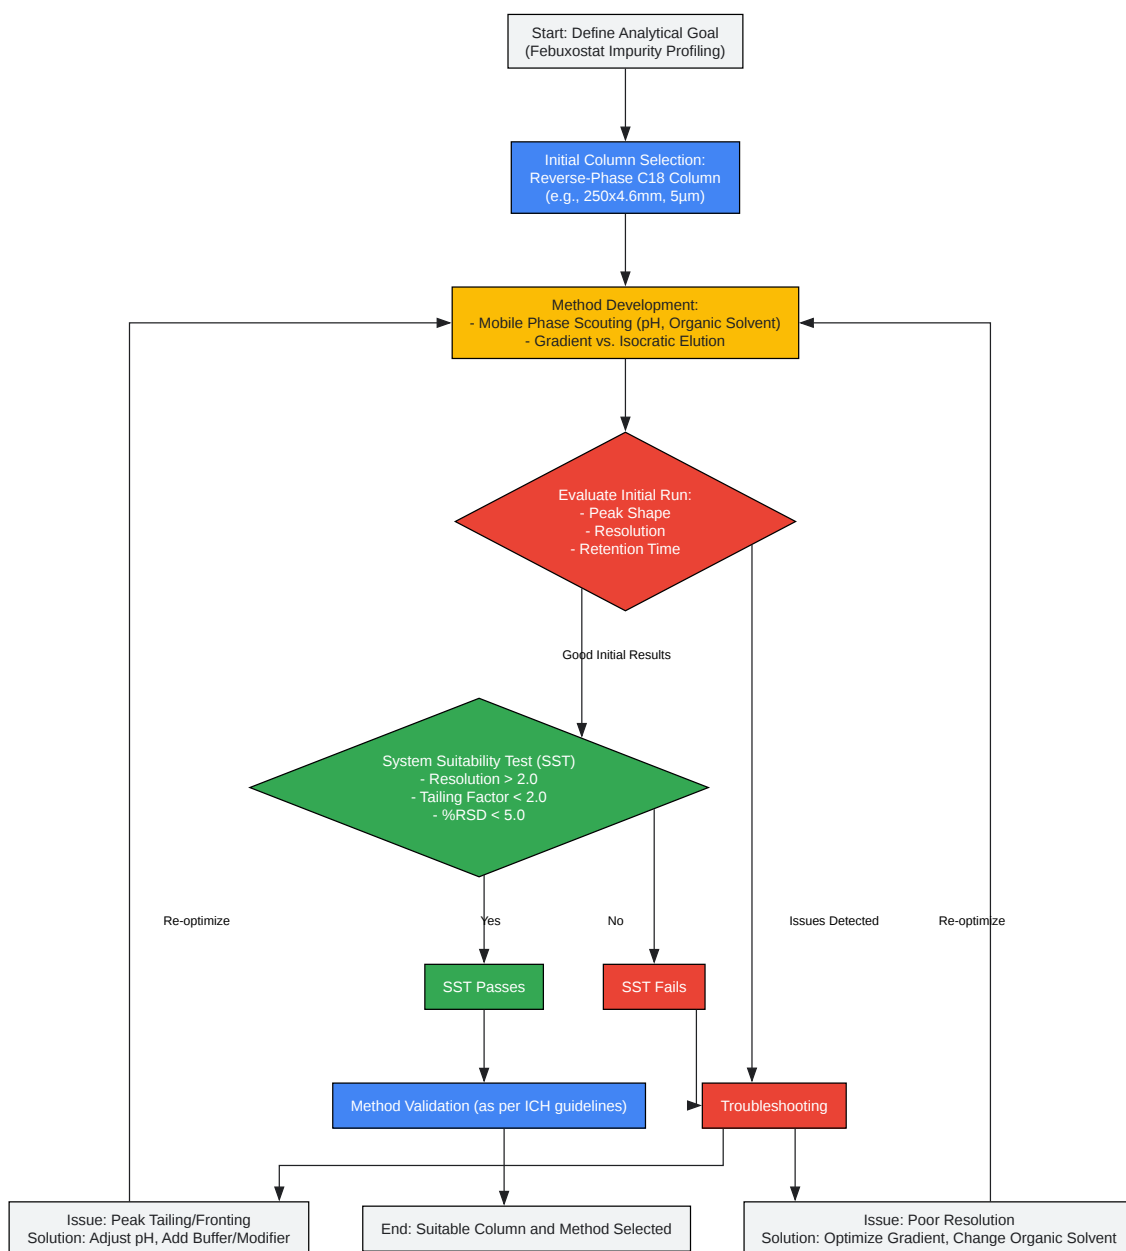 Start: Define Analytical Goal
(Febuxostat Impurity Profiling)
Initial Column Selection:
Reverse-Phase C18 Column
(e.g., 250x4.6mm, 5µm)
Method Development:
- Mobile Phase Scouting (pH, Organic Solvent)
- Gradient vs. Isocratic Elution
Evaluate Initial Run:
- Peak Shape
- Resolution
- Retention Time
Good Initial Results
System Suitability Test (SST)
- Resolution > 2.0
- Tailing Factor < 2.0
- %RSD < 5.0
Re-optimize
Yes
No
Issues Detected
Re-optimize
SST Passes
SST Fails
Method Validation (as per ICH guidelines)
Troubleshooting
Issue: Peak Tailing/Fronting
Solution: Adjust pH, Add Buffer/Modifier
End: Suitable Column and Method Selected
Issue: Poor Resolution
Solution: Optimize Gradient, Change Organic Solvent